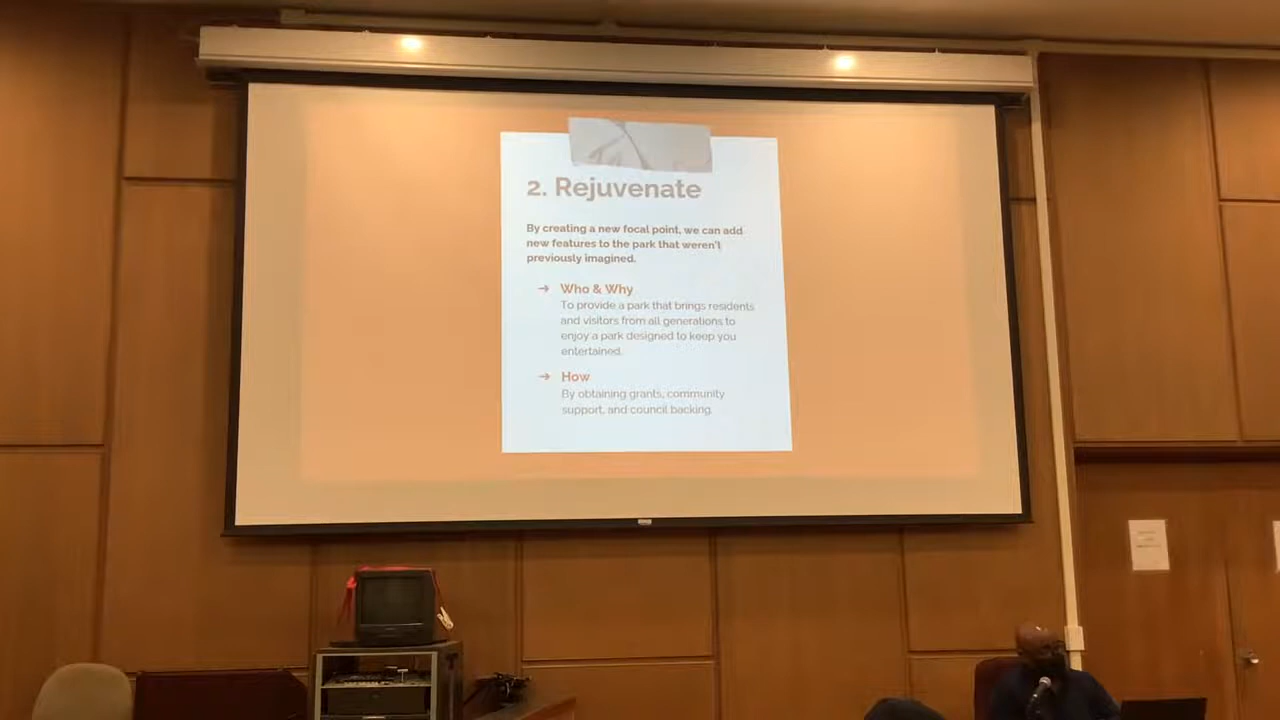 2. Rejuvenate
By creating a new focal point, we can add
new features to the park that weren't
previously imagined.
➔ Who & Why
To provide a park that brings residents
and visitors from all generations to
enjoy a park designed to keep you
entertained.
➔ How
By obtaining grants, community
support, and council backing.